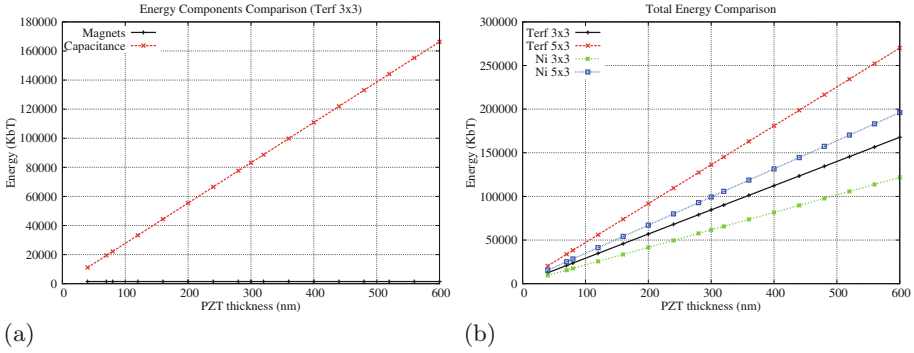 Energy Components Comparison (Terf 3x3)
180000
160000
140000
120000
100000
80000
60000
40000
20000
0
Energy (KbT)
Magnets
Capacitance
0 100 200 300 400 500 600
PZT thickness (nm)
(a)
Total Energy Comparison
300000
250000
200000
150000
100000
50000
0
Energy (KbT)
Terf 3x3
Terf 5x3
Ni 3x3
Ni 5x3
0 100 200 300 400 500 600
PZT thickness (nm)
(b)